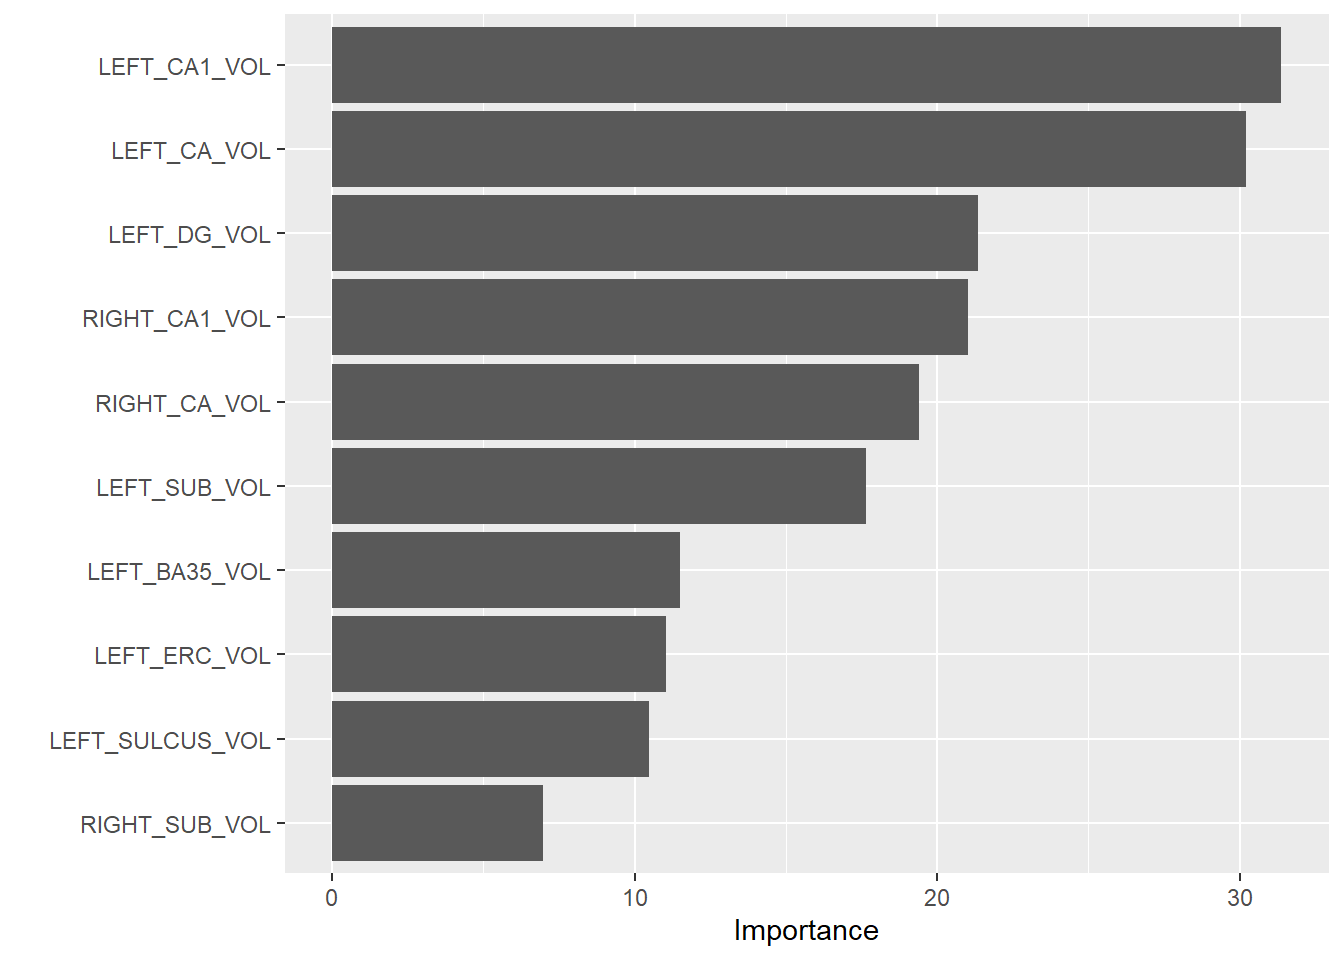 LEFT_CA1_VOL
LEFT_CA_VOL
LEFT_DG_VOL
RIGHT_CA1_VOL
RIGHT_CA_VOL
LEFT_SUB_VOL
LEFT_BA35_VOL
LEFT_ERC_VOL
LEFT_SULCUS_VOL
RIGHT_SUB_VOL
0 10 20 30
Importance